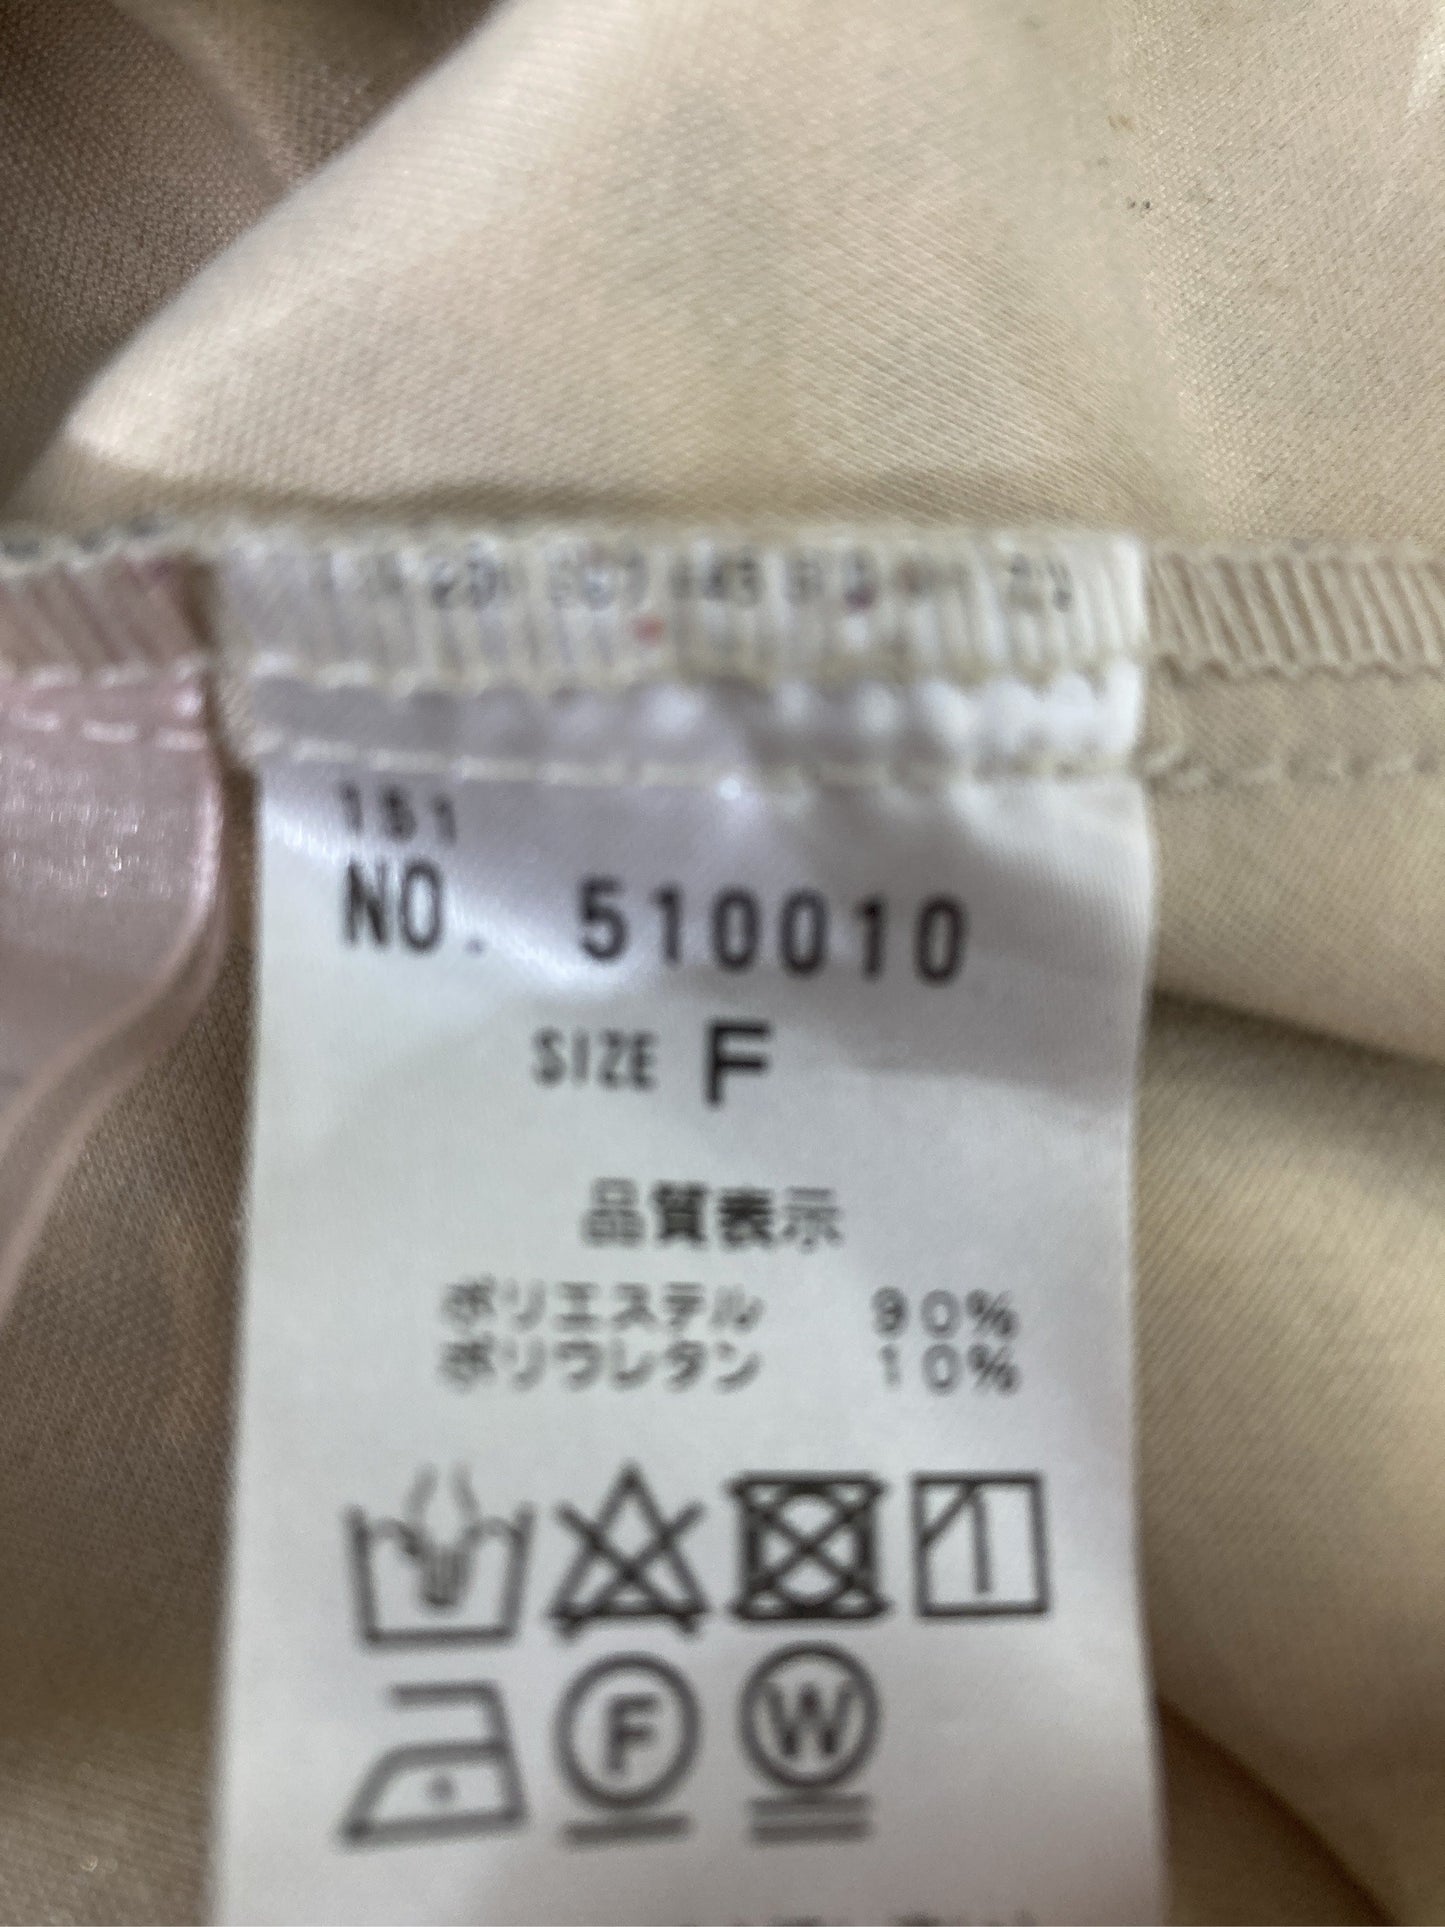 151
NO. 510010
SIZE F
品質表示
ポリエステル 90%
ポリウレタン 10%
F
W